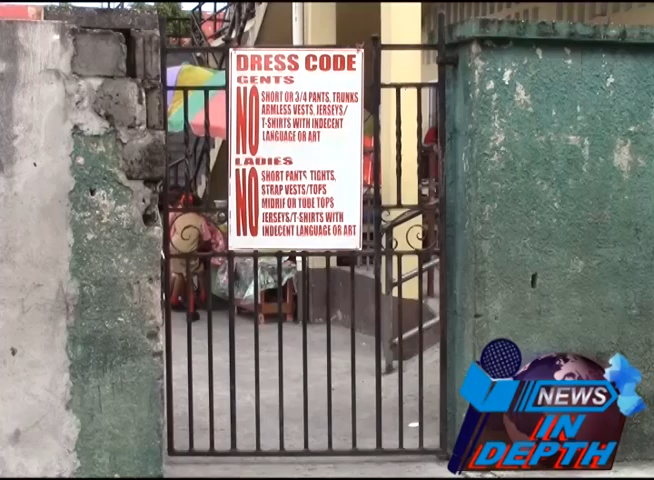 DRESS CODE
GENTS
NO SHORT OR 3/4 PANTS, TRUNKS
ARMLESS VESTS, JERSEYS/
T-SHIRTS WITH INDECENT
LANGUAGE OR ART
LADIES
NO SHORT PANTS, TIGHTS,
STRAP VESTS/TOPS
MIDRIF OR TUBE TOPS
JERSEYS/T-SHIRTS WITH
INDECENT LANGUAGE OR ART
NEWS
IN
DEPTH